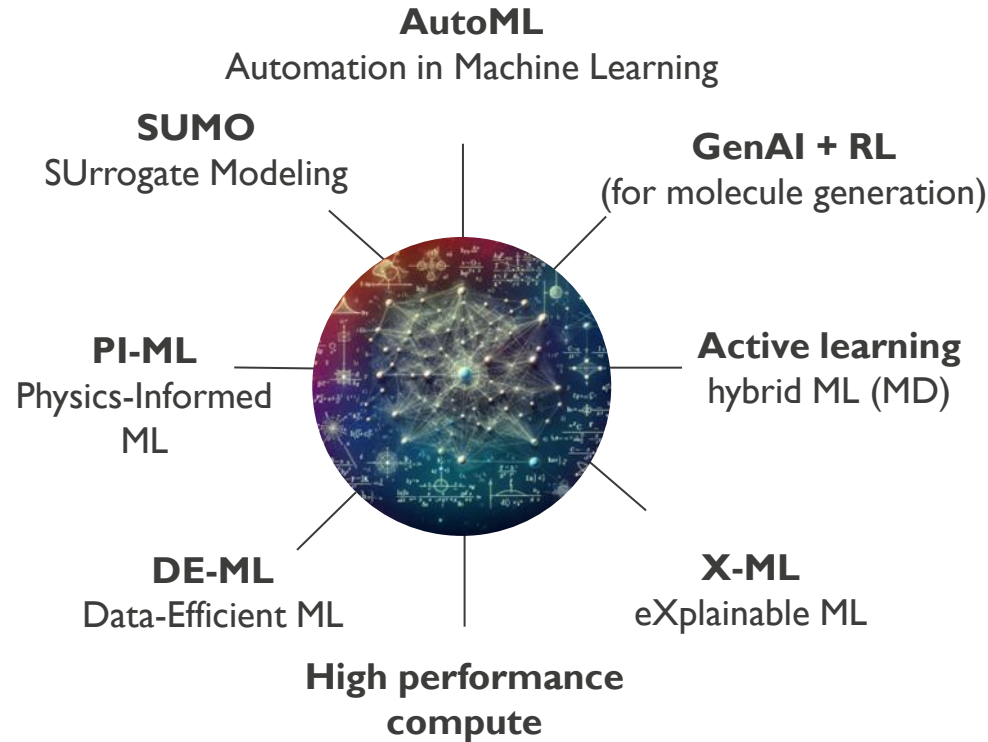 AutoML
Automation in Machine Learning
SUMO
SUrrogate Modeling
GenAI + RL
(for molecule generation)
PI-ML
Physics-Informed
ML
Active learning
hybrid ML (MD)
DE-ML
Data-Efficient ML
X-ML
eXplainable ML
High performance
compute